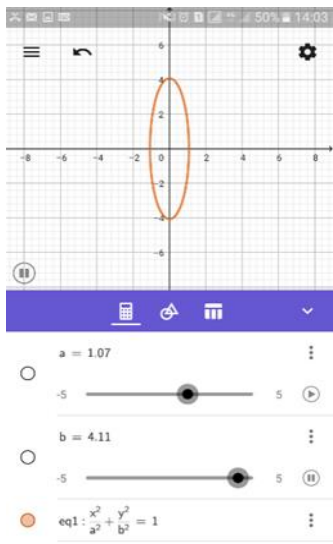 50% 14:03
6
4
2
-8 -6 -4 -2 0 2 4 6 8
-2
-4
-6
a = 1.07
-5 5
b = 4.11
-5 5
eq1 : x²/a² + y²/b² = 1